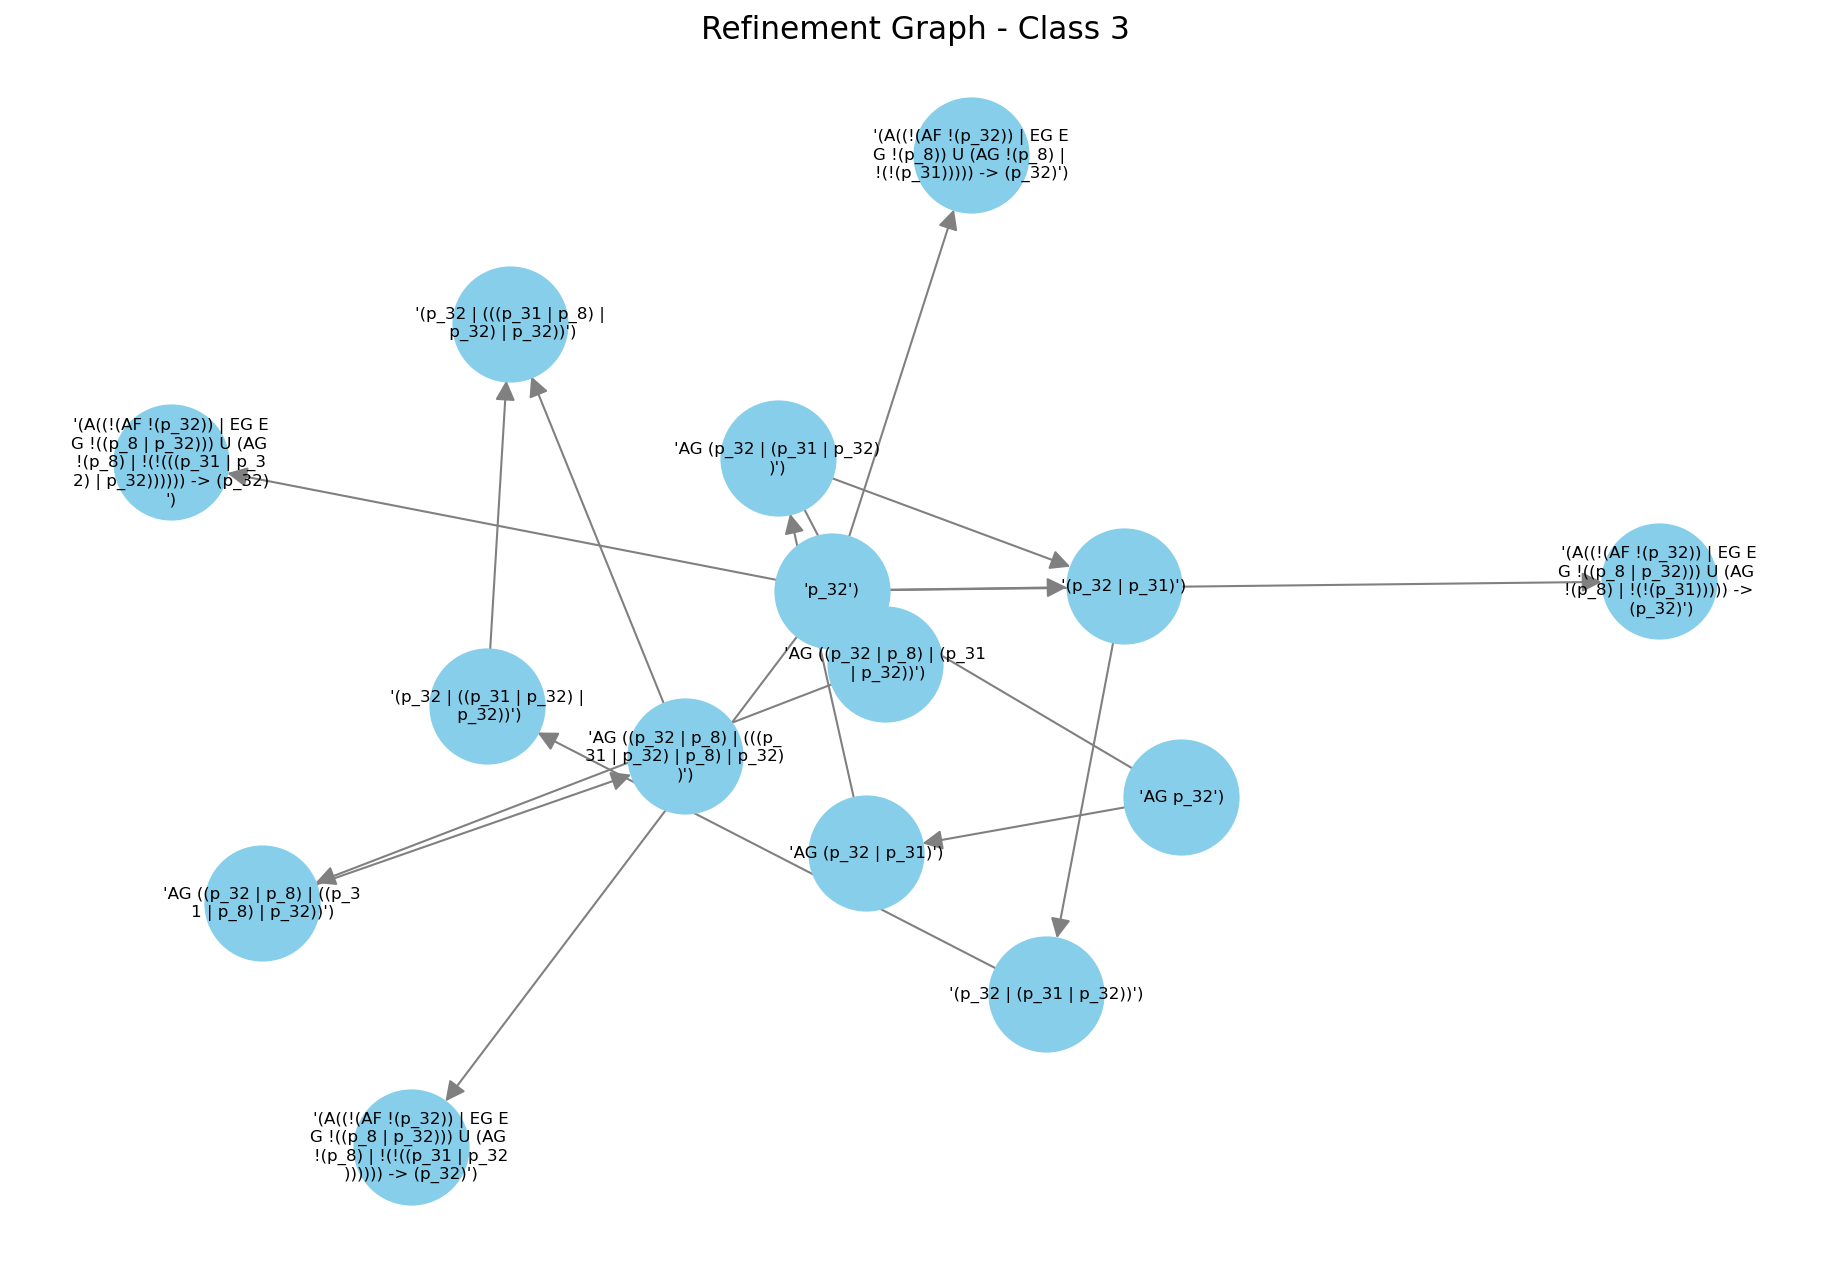 Refinement Graph - Class 3
'(A((!(AF !(p_32)) | EG E
G !(p_8)) U (AG !(p_8) |
!(!(p_31))))) -> (p_32)')
'(p_32 | (((p_31 | p_8) |
p_32) | p_32))')
'(A((!(AF !(p_32)) | EG E
G !((p_8 | p_32))) U (AG
!(p_8) | !(!(((p_31 | p_3
2) | p_32)))))) -> (p_32)
')
'AG (p_32 | (p_31 | p_32)
)')
'p_32')
'(p_32 | p_31)')
'(A((!(AF !(p_32)) | EG E
G !((p_8 | p_32))) U (AG
!(p_8) | !(!(p_31))))) ->
(p_32)')
'AG ((p_32 | p_8) | (p_31
| p_32))')
'(p_32 | ((p_31 | p_32) |
p_32))')
'AG ((p_32 | p_8) | (((p_
31 | p_32) | p_8) | p_32)
)')
'AG p_32')
'AG (p_32 | p_31)')
'AG ((p_32 | p_8) | ((p_3
1 | p_8) | p_32))')
'(p_32 | (p_31 | p_32))')
'(A((!(AF !(p_32)) | EG E
G !((p_8 | p_32))) U (AG
!(p_8) | !(!((p_31 | p_32
)))))) -> (p_32)')